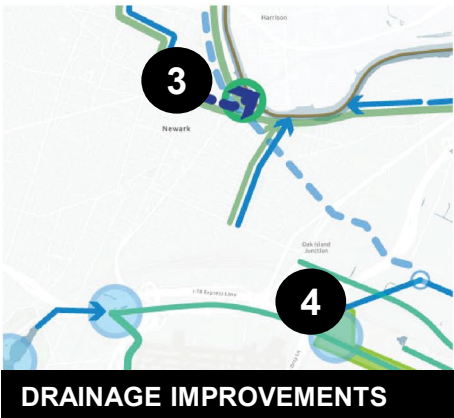 Harrison
3
Newark
Oak Island
Junction
I-78 Express Lane
4
DRAINAGE IMPROVEMENTS